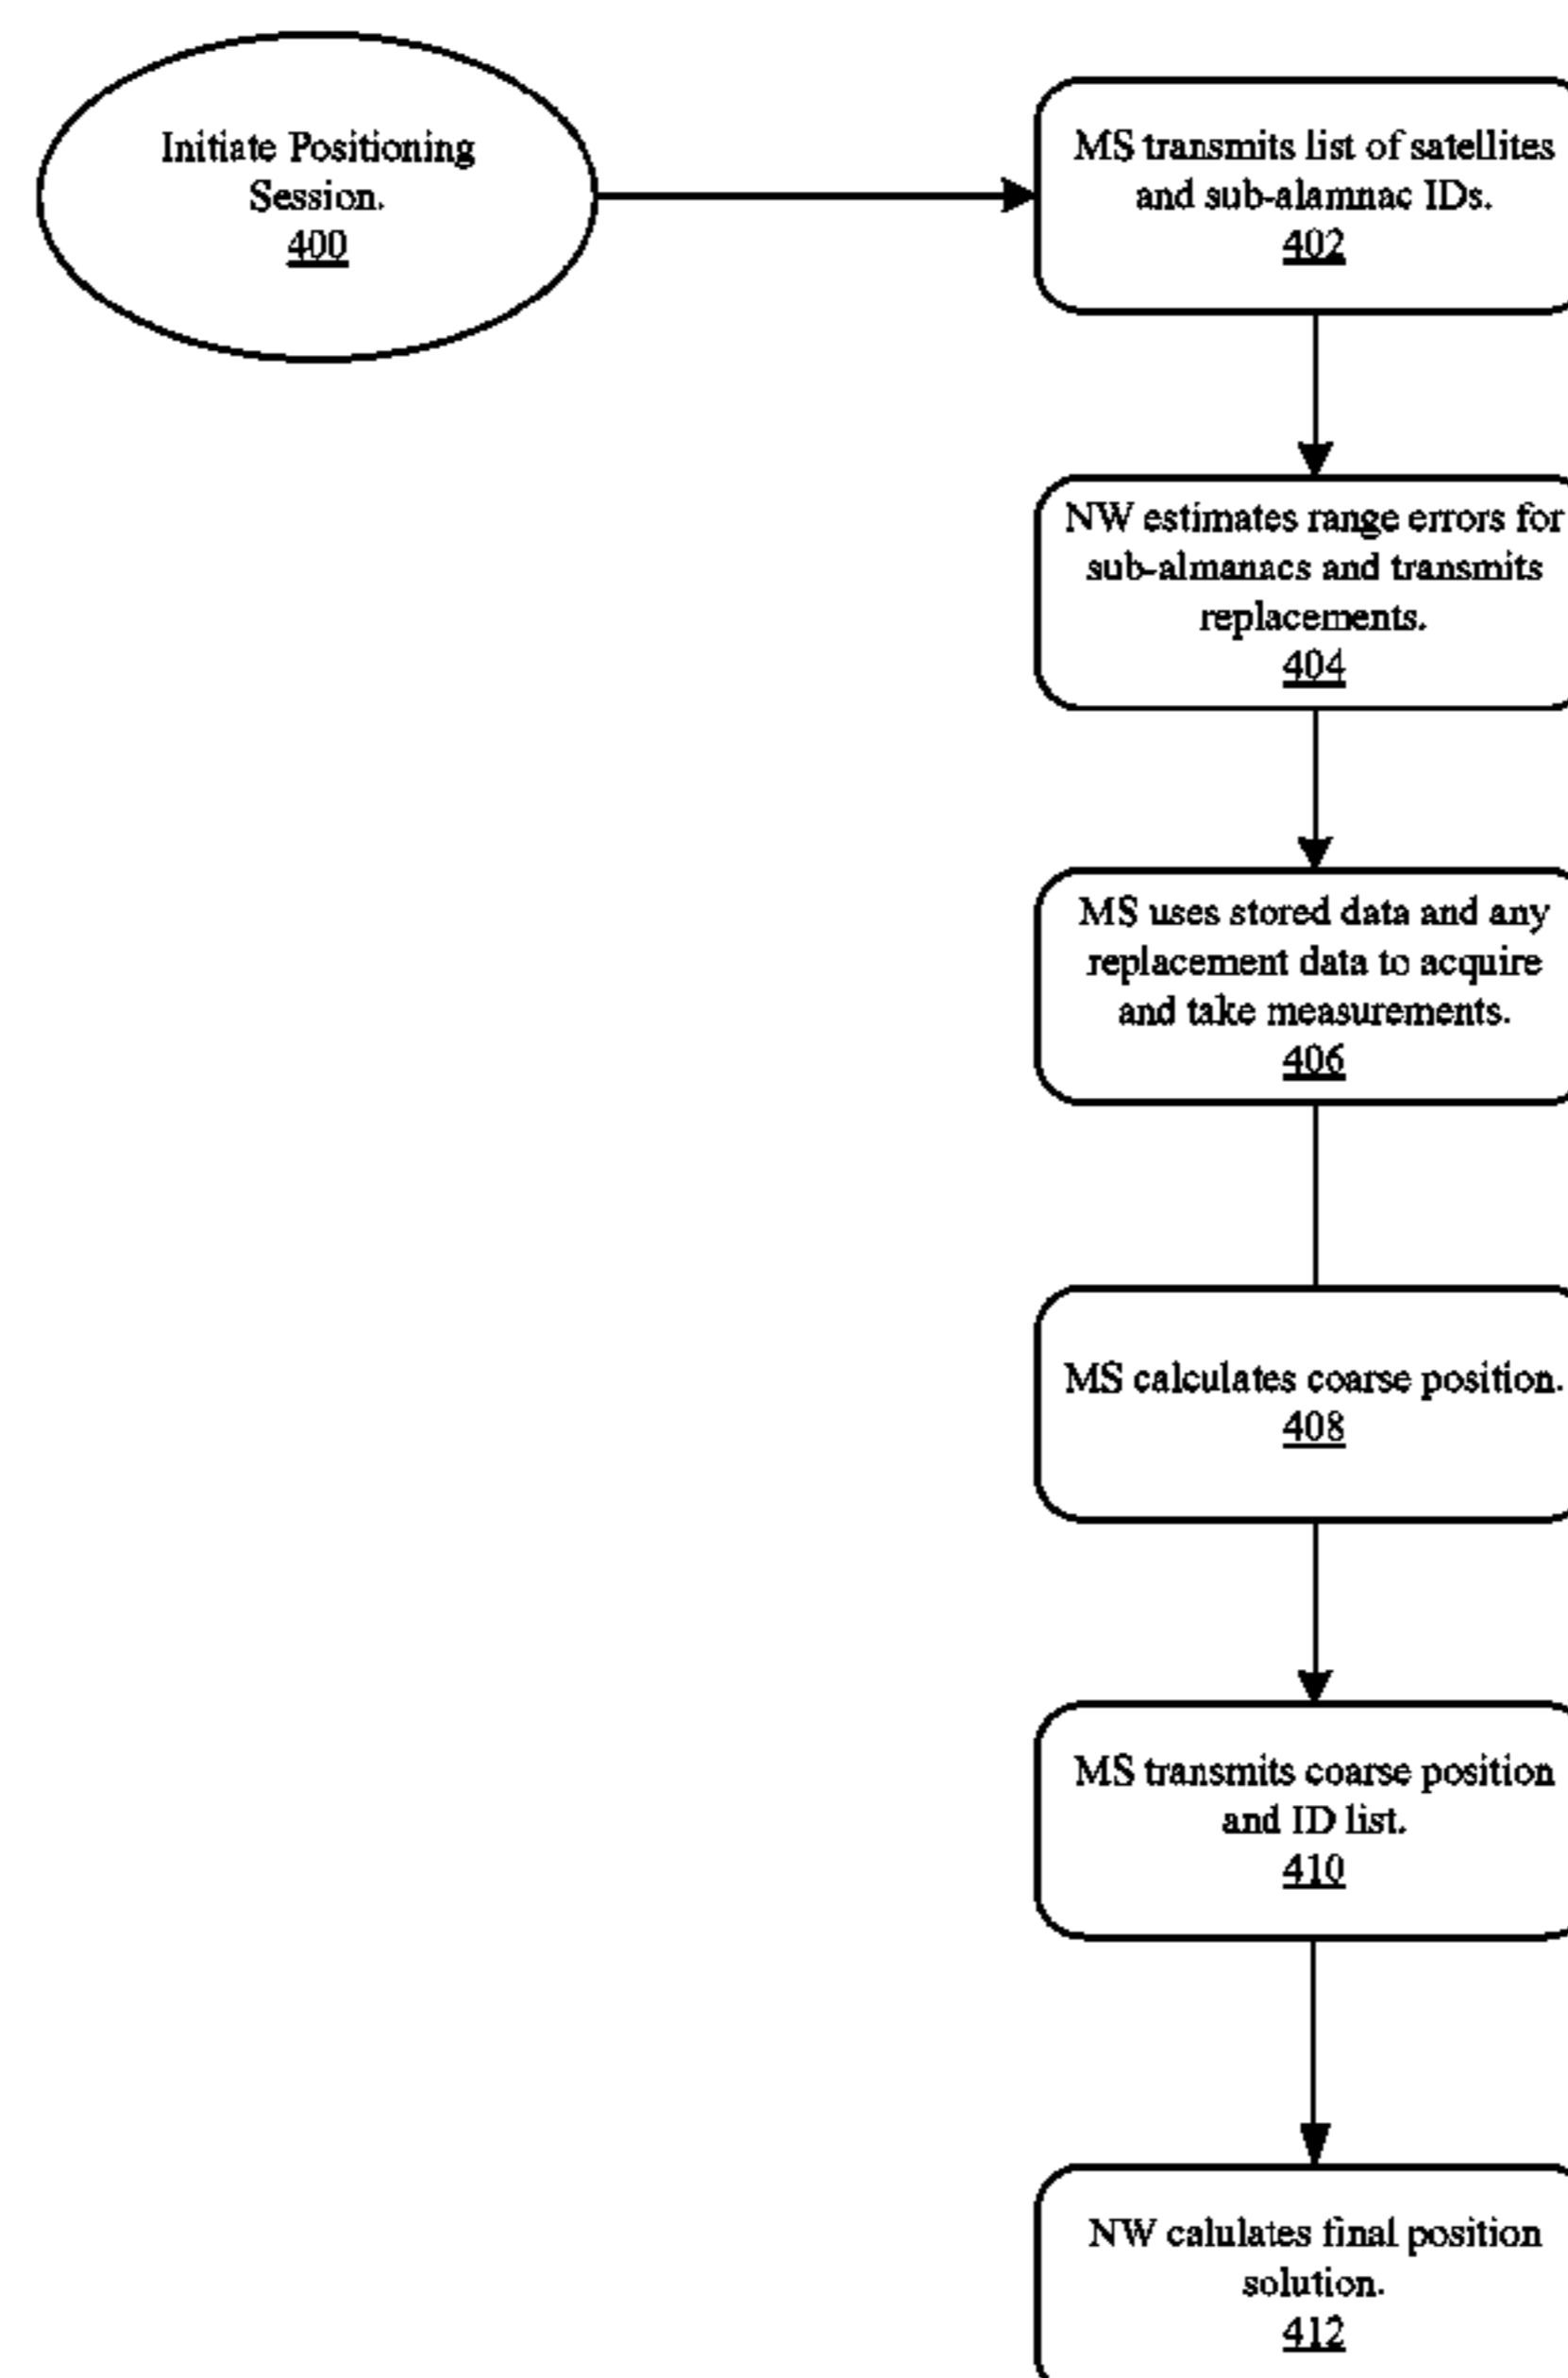 Initiate Positioning
Session.
400
MS transmits list of satellites
and sub-alamnac IDs.
402
NW estimates range errors for
sub-almanacs and transmits
replacements.
404
MS uses stored data and any
replacement data to acquire
and take measurements.
406
MS calculates coarse position.
408
MS transmits coarse position
and ID list.
410
NW calulates final position
solution.
412